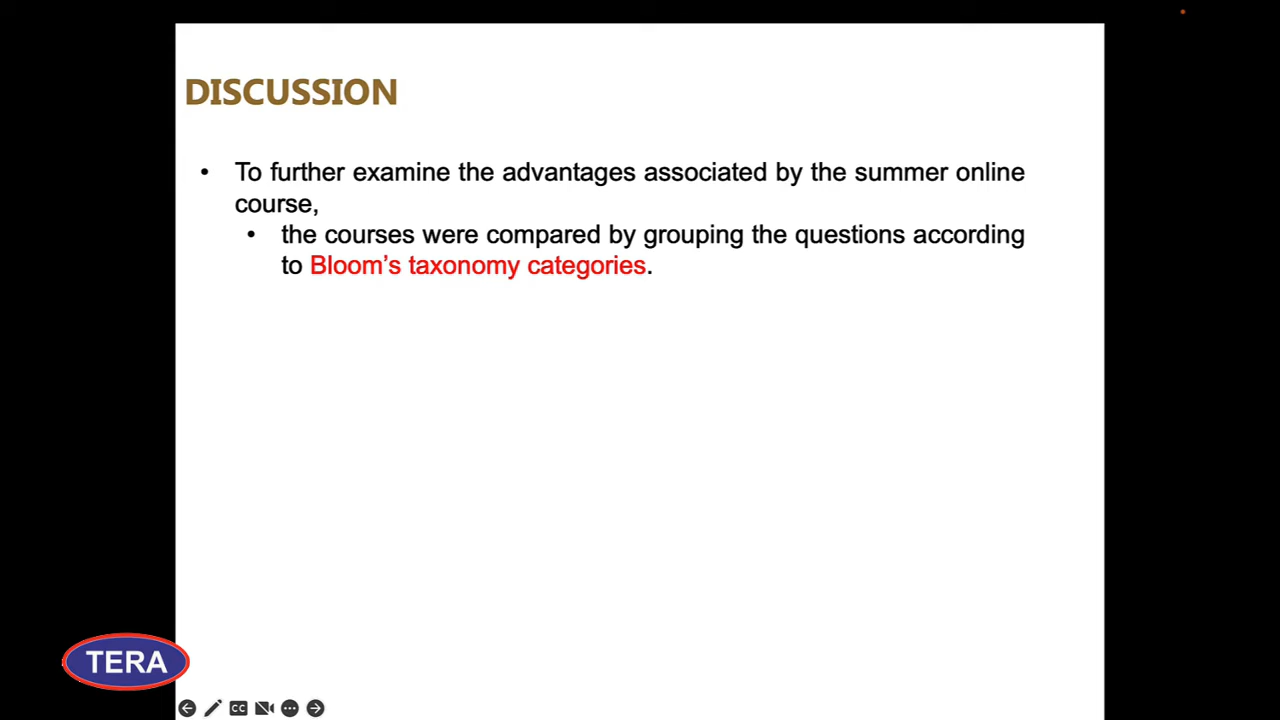 DISCUSSION
• To further examine the advantages associated by the summer online
course,
• the courses were compared by grouping the questions according
to Bloom’s taxonomy categories.
TERA
CC